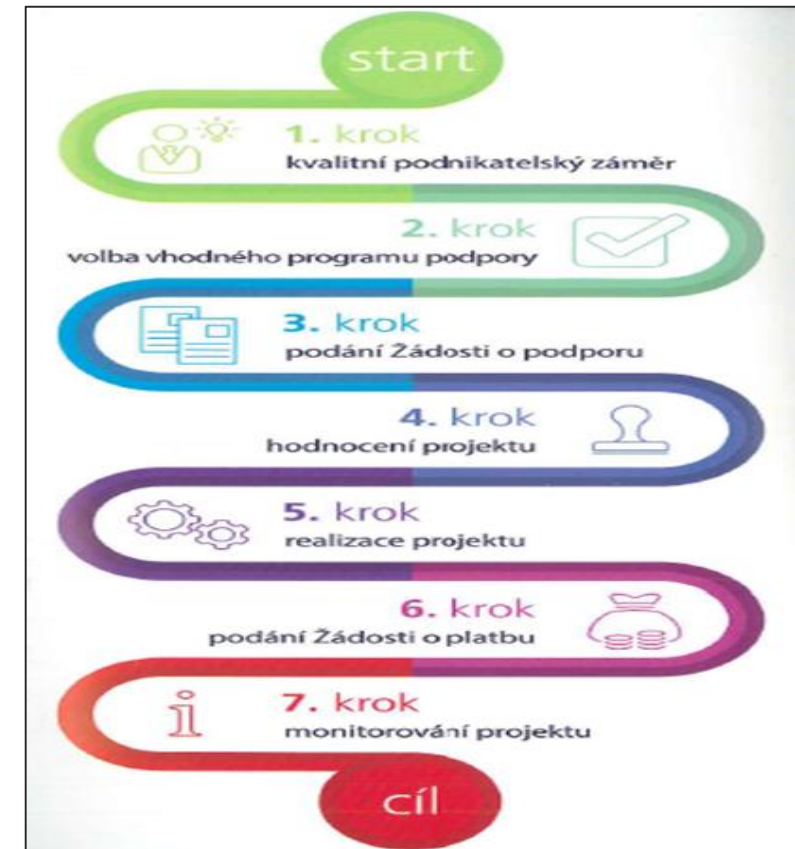 start
1. krok
kvalitní podnikatelský záměr
2. krok
volba vhodného programu podpory
3. krok
podání Žádosti o podporu
4. krok
hodnocení projektu
5. krok
realizace projektu
6. krok
podání Žádosti o platbu
7. krok
monitorování projektu
cíl